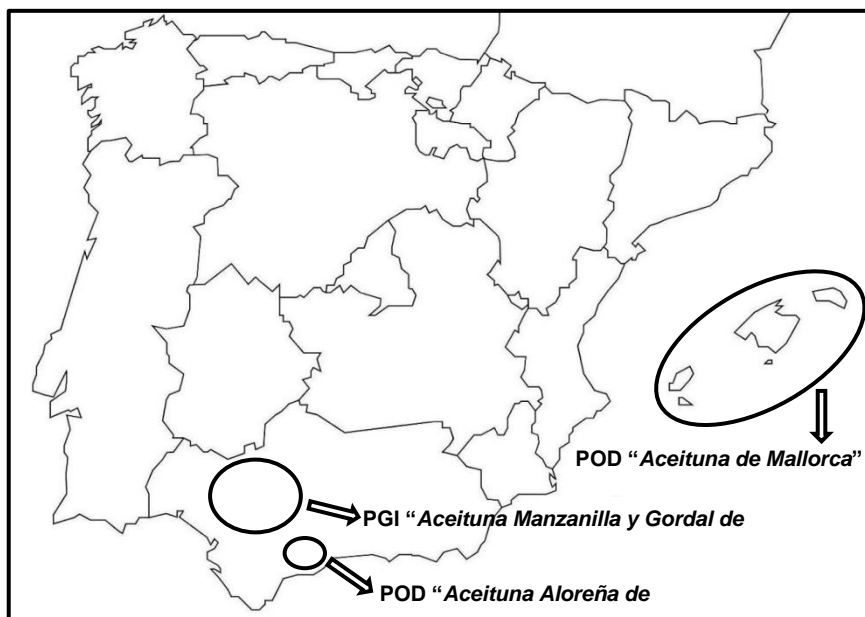 POD “Aceituna de Mallorca”
PGI “Aceituna Manzanilla y Gordal de
POD “Aceituna Aloreña de